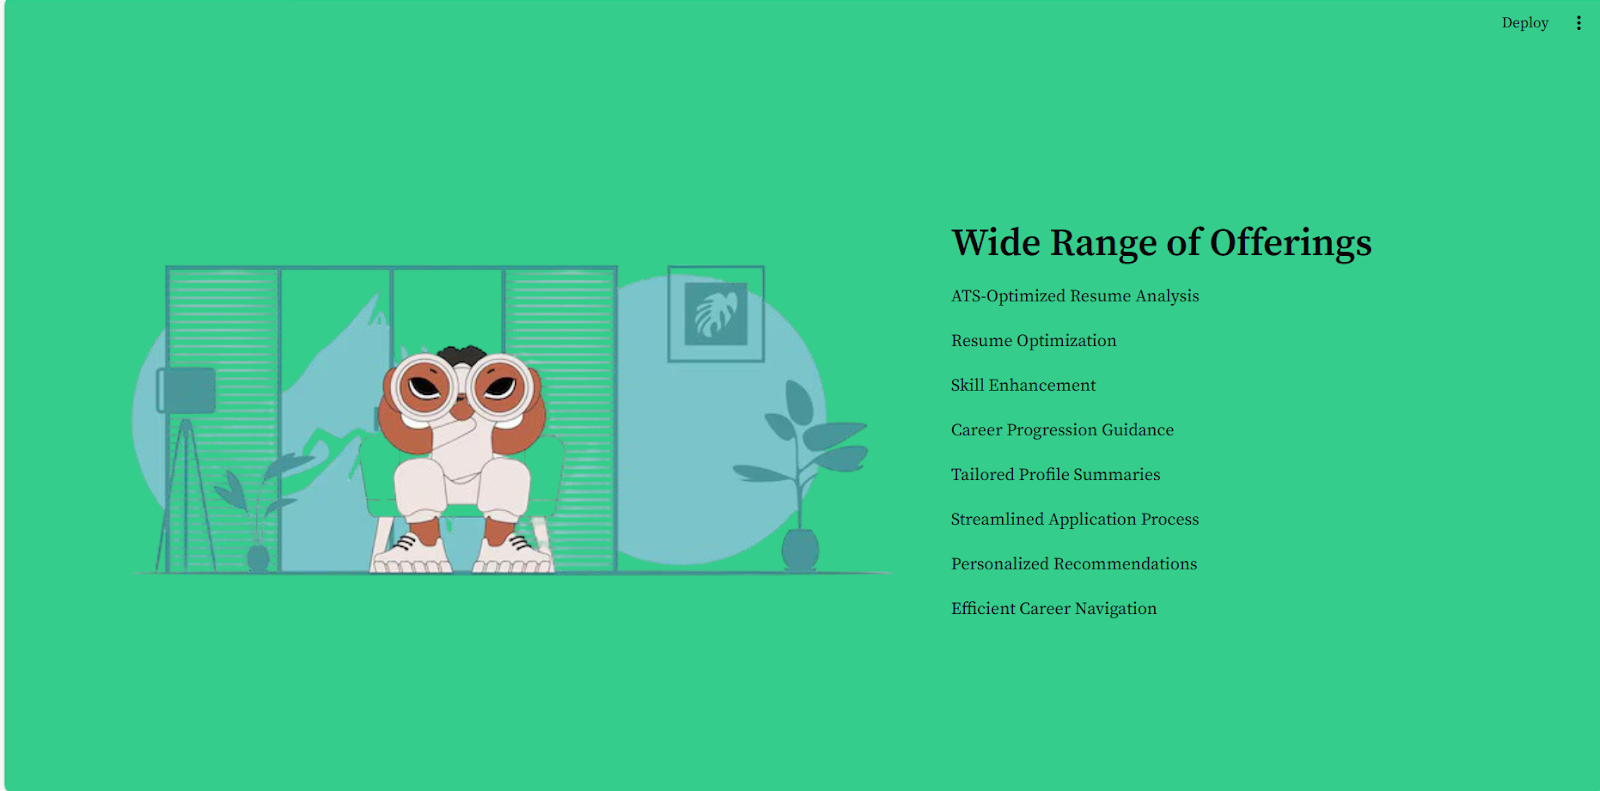 Deploy
Wide Range of Offerings
ATS-Optimized Resume Analysis
Resume Optimization
Skill Enhancement
Career Progression Guidance
Tailored Profile Summaries
Streamlined Application Process
Personalized Recommendations
Efficient Career Navigation